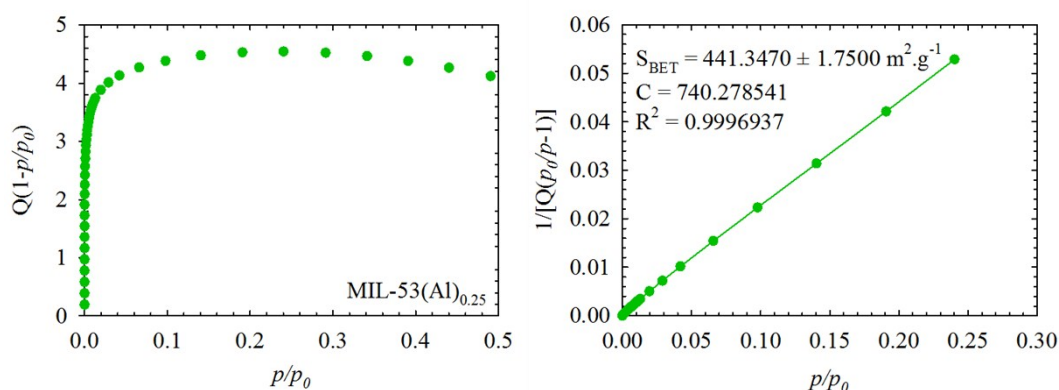 5
4
3
2
1
0
Q(1-p/p₀)
0.0 0.1 0.2 0.3 0.4 0.5
p/p₀
MIL-53(Al)₀.₂₅
0.06
0.05
0.04
0.03
0.02
0.01
0.00
1/[Q(p₀/p-1)]
S_BET = 441.3470 ± 1.7500 m².g⁻¹
C = 740.278541
R² = 0.9996937
0.00 0.05 0.10 0.15 0.20 0.25 0.30
p/p₀